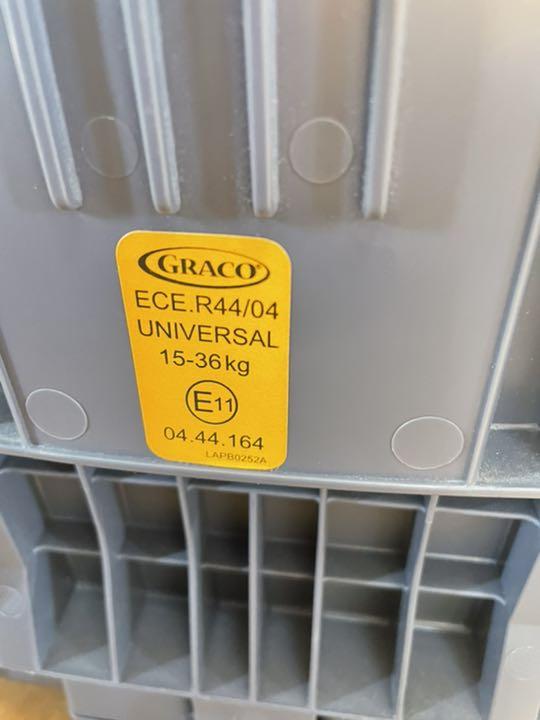 GRACO®
ECE.R44/04
UNIVERSAL
15-36kg
E11
04.44.164
LAPB0252A